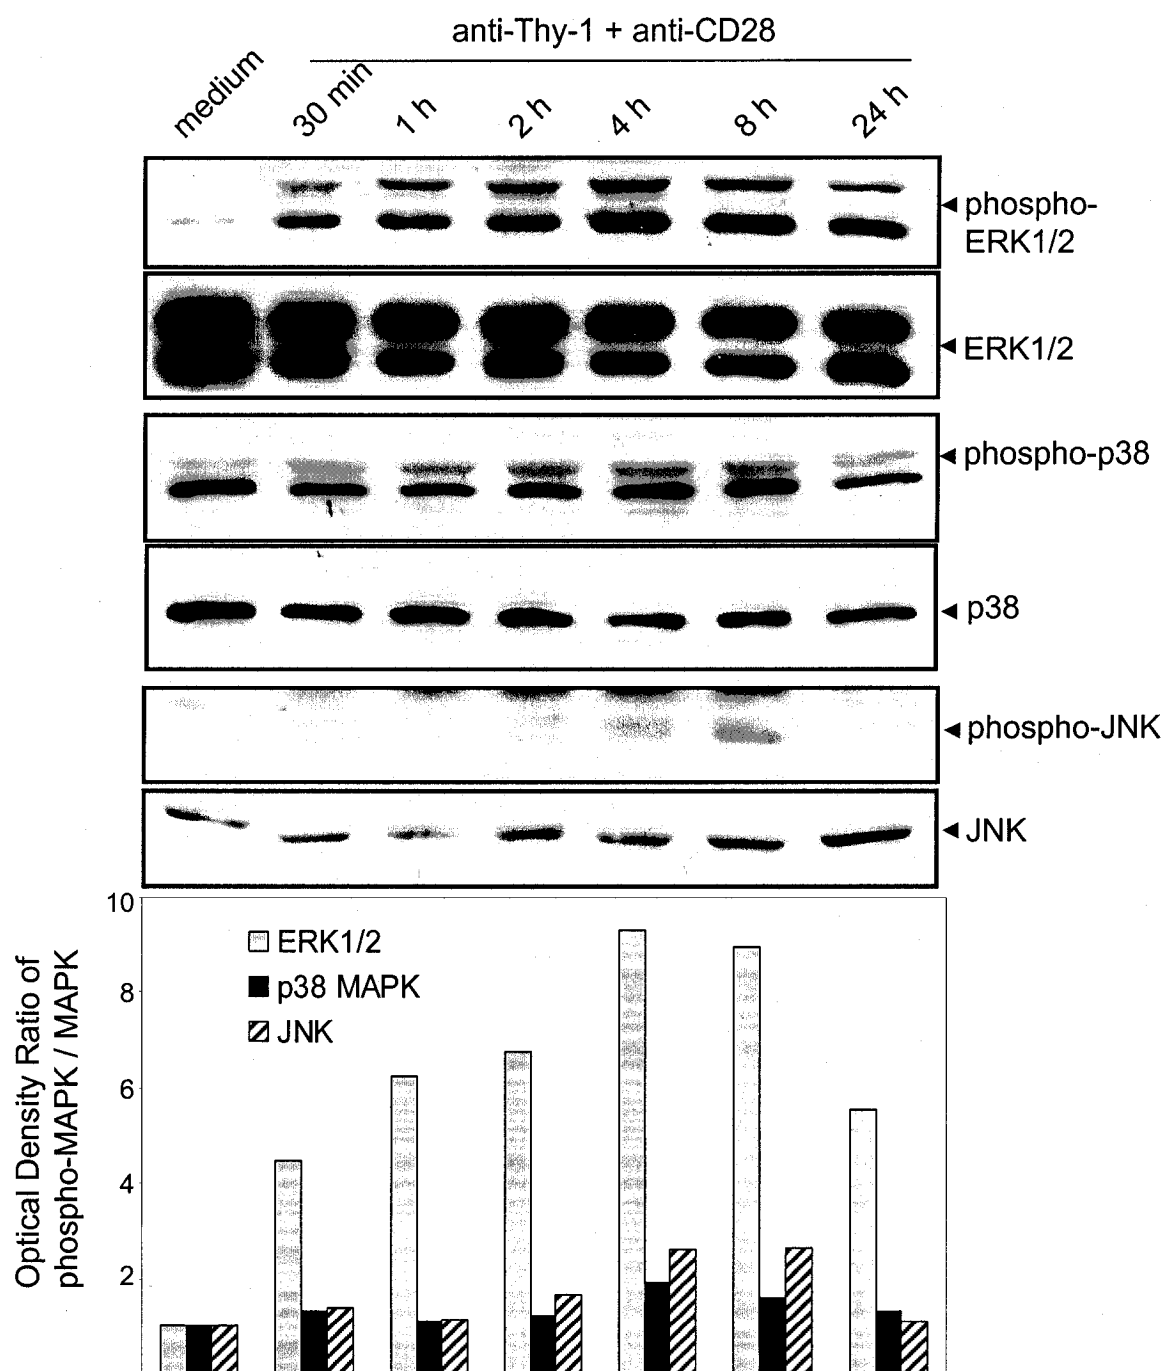 anti-Thy-1 + anti-CD28
medium
30 min
1 h
2 h
4 h
8 h
24 h
phospho-
ERK1/2
ERK1/2
phospho-p38
p38
phospho-JNK
JNK
10
8
6
4
2
Optical Density Ratio of
phospho-MAPK / MAPK
ERK1/2
p38 MAPK
JNK